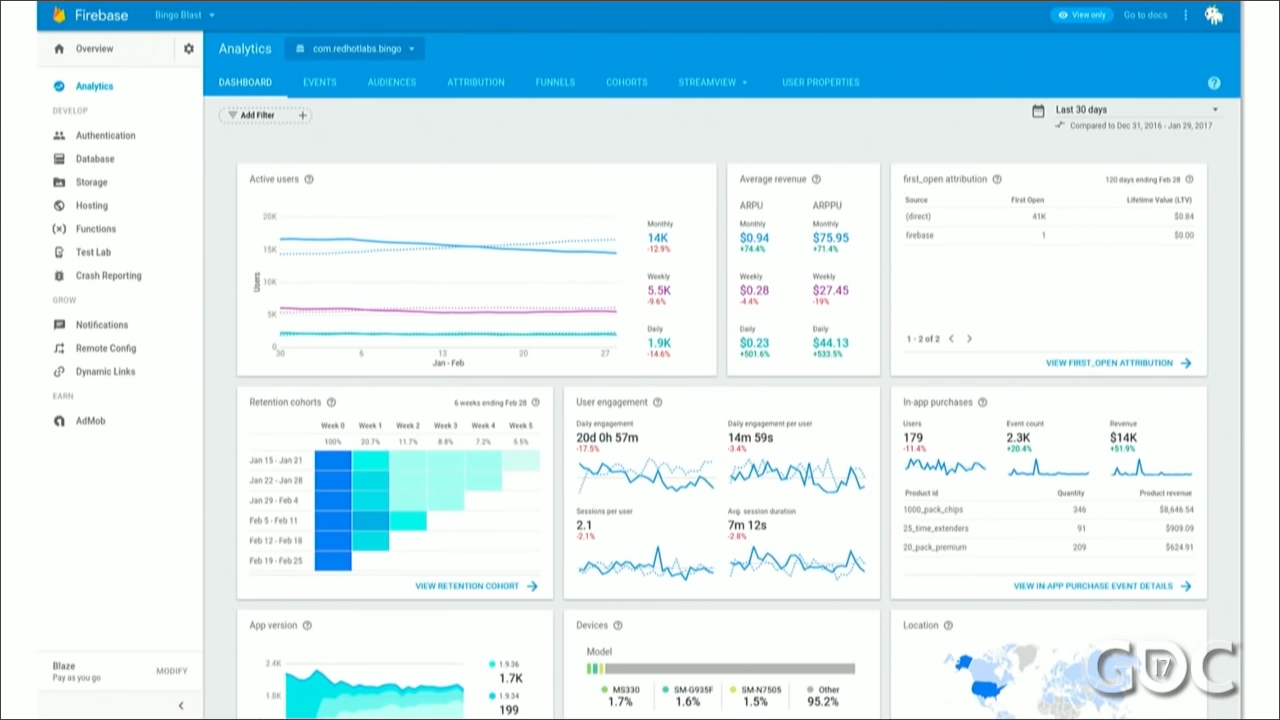 Firebase
Bingo Blast
View only
Go to docs
Overview
Analytics
DEVELOP
Authentication
Database
Storage
Hosting
Functions
Test Lab
Crash Reporting
GROW
Notifications
Remote Config
Dynamic Links
EARN
AdMob
Blaze
Pay as you go
MODIFY
Analytics
com.redhotlabs.bingo
DASHBOARD EVENTS AUDIENCES ATTRIBUTION FUNNELS COHORTS STREAMVIEW USER PROPERTIES
Add Filter +
Last 30 days
Compared to Dec 31, 2016 - Jan 29, 2017
Active users
20K
15K
10K
5K
0
Users
30 6 13 20 27
Jan - Feb
Monthly
14K
-12.9%
Weekly
5.5K
-9.6%
Daily
1.9K
-14.6%
Average revenue
ARPU ARPPU
Monthly Monthly
$0.94 $75.95
+74.4% +71.4%
Weekly Weekly
$0.28 $27.45
-4.4% -19%
Daily Daily
$0.23 $44.13
+501.6% +533.5%
first_open attribution
120 days ending Feb 28
Source First Open Lifetime Value (LTV)
(direct) 41K $0.84
firebase 1 $0.00
1 - 2 of 2
VIEW FIRST_OPEN ATTRIBUTION
Retention cohorts
6 weeks ending Feb 28
Week 0 Week 1 Week 2 Week 3 Week 4 Week 5
100% 20.7% 11.7% 8.8% 7.2% 5.5%
Jan 15 - Jan 21
Jan 22 - Jan 28
Jan 29 - Feb 4
Feb 5 - Feb 11
Feb 12 - Feb 18
Feb 19 - Feb 25
VIEW RETENTION COHORT
User engagement
Daily engagement Daily engagement per user
20d 0h 57m 14m 59s
-17.5% -3.4%
Sessions per user Avg. session duration
2.1 7m 12s
-2.1% -2.8%
In-app purchases
Users Event count Revenue
179 2.3K $14K
-11.4% +20.4% +51.9%
Product id Quantity Product revenue
1000_pack_chips 346 $8,646.54
25_time_extenders 91 $909.09
20_pack_premium 209 $624.91
VIEW IN-APP PURCHASE EVENT DETAILS
App version
2.4K
1.8K
1.9.36
1.7K
1.9.34
199
Devices
Model
MS330 SM-G935F SM-N7505 Other
1.7% 1.6% 1.5% 95.2%
Location
GDC 17